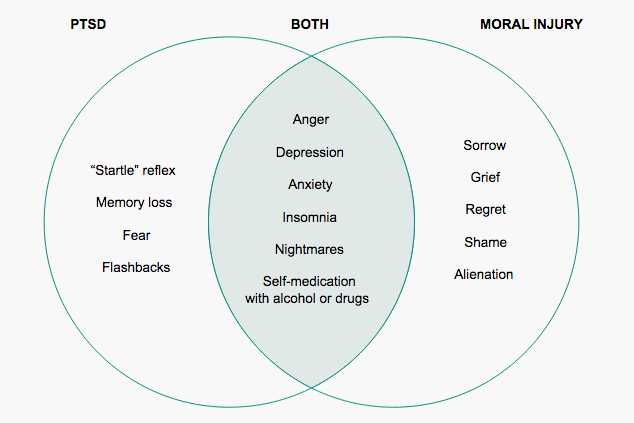 PTSD
BOTH
MORAL INJURY
“Startle” reflex
Memory loss
Fear
Flashbacks
Anger
Depression
Anxiety
Insomnia
Nightmares
Self-medication
with alcohol or drugs
Sorrow
Grief
Regret
Shame
Alienation